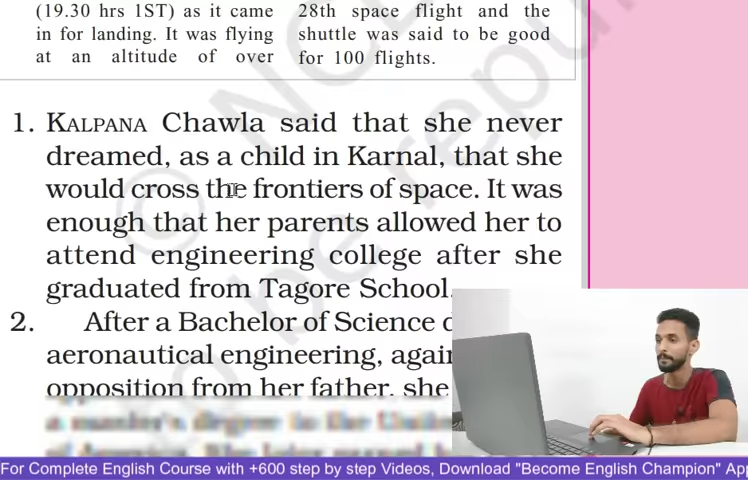 (19.30 hrs 1ST) as it came
in for landing. It was flying
at an altitude of over
28th space flight and the
shuttle was said to be good
for 100 flights.
1. KALPANA Chawla said that she never
dreamed, as a child in Karnal, that she
would cross the frontiers of space. It was
enough that her parents allowed her to
attend engineering college after she
graduated from Tagore School.
2. After a Bachelor of Science
aeronautical engineering,
opposition from her father, she
a master's degree to the
For Complete English Course with +600 step by step Videos, Download "Become English Champion" App